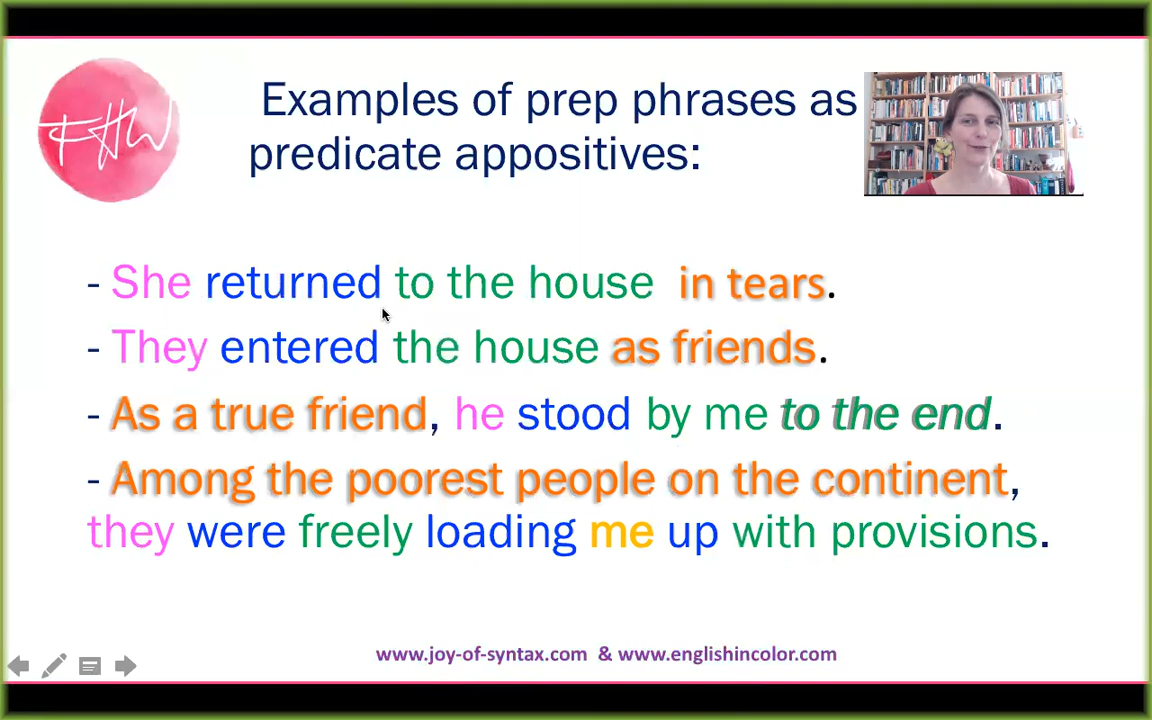 FHW
Examples of prep phrases as
predicate appositives:
- She returned to the house in tears.
- They entered the house as friends.
- As a true friend, he stood by me to the end.
- Among the poorest people on the continent,
they were freely loading me up with provisions.
www.joy-of-syntax.com & www.englishincolor.com